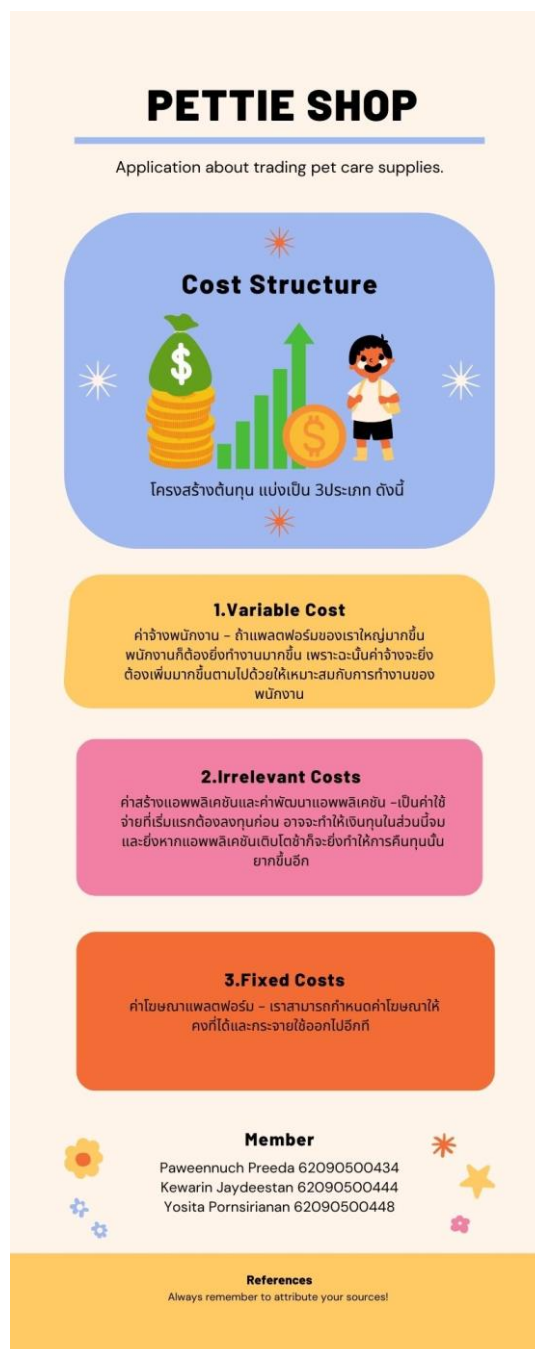 PETTIE SHOP
Application about trading pet care supplies.
Cost Structure
$
$
โครงสร้างต้นทุน แบ่งเป็น 3ประเภท ดังนี้
1.Variable Cost
ค่าจ้างพนักงาน - ถ้าแพลตฟอร์มของเราใหญ่มากขึ้น
พนักงานก็ต้องยิ่งทำงานมากขึ้น เพราะฉะนั้นค่าจ้างจะยิ่ง
ต้องเพิ่มมากขึ้นตามไปด้วยให้เหมาะสมกับการทำงานของ
พนักงาน
2.Irrelevant Costs
ค่าสร้างแอพพลิเคชันและค่าพัฒนาแอพพลิเคชัน -เป็นค่าใช้
จ่ายที่เริ่มแรกต้องลงทุนก่อน อาจจะทำให้เงินทุนในส่วนนี้จม
และยิ่งหากแอพพลิเคชันเติบโตช้าก็จะยิ่งทำให้การคืนทุนนั้น
ยากขึ้นอีก
3.Fixed Costs
ค่าโฆษณาแพลตฟอร์ม - เราสามารถกำหนดค่าโฆษณาให้
คงที่ได้และกระจายใช้ออกไปอีกที
Member
Paweennuch Preeda 62090500434
Kewarin Jaydeestan 62090500444
Yosita Pornsirianan 62090500448
References
Always remember to attribute your sources!